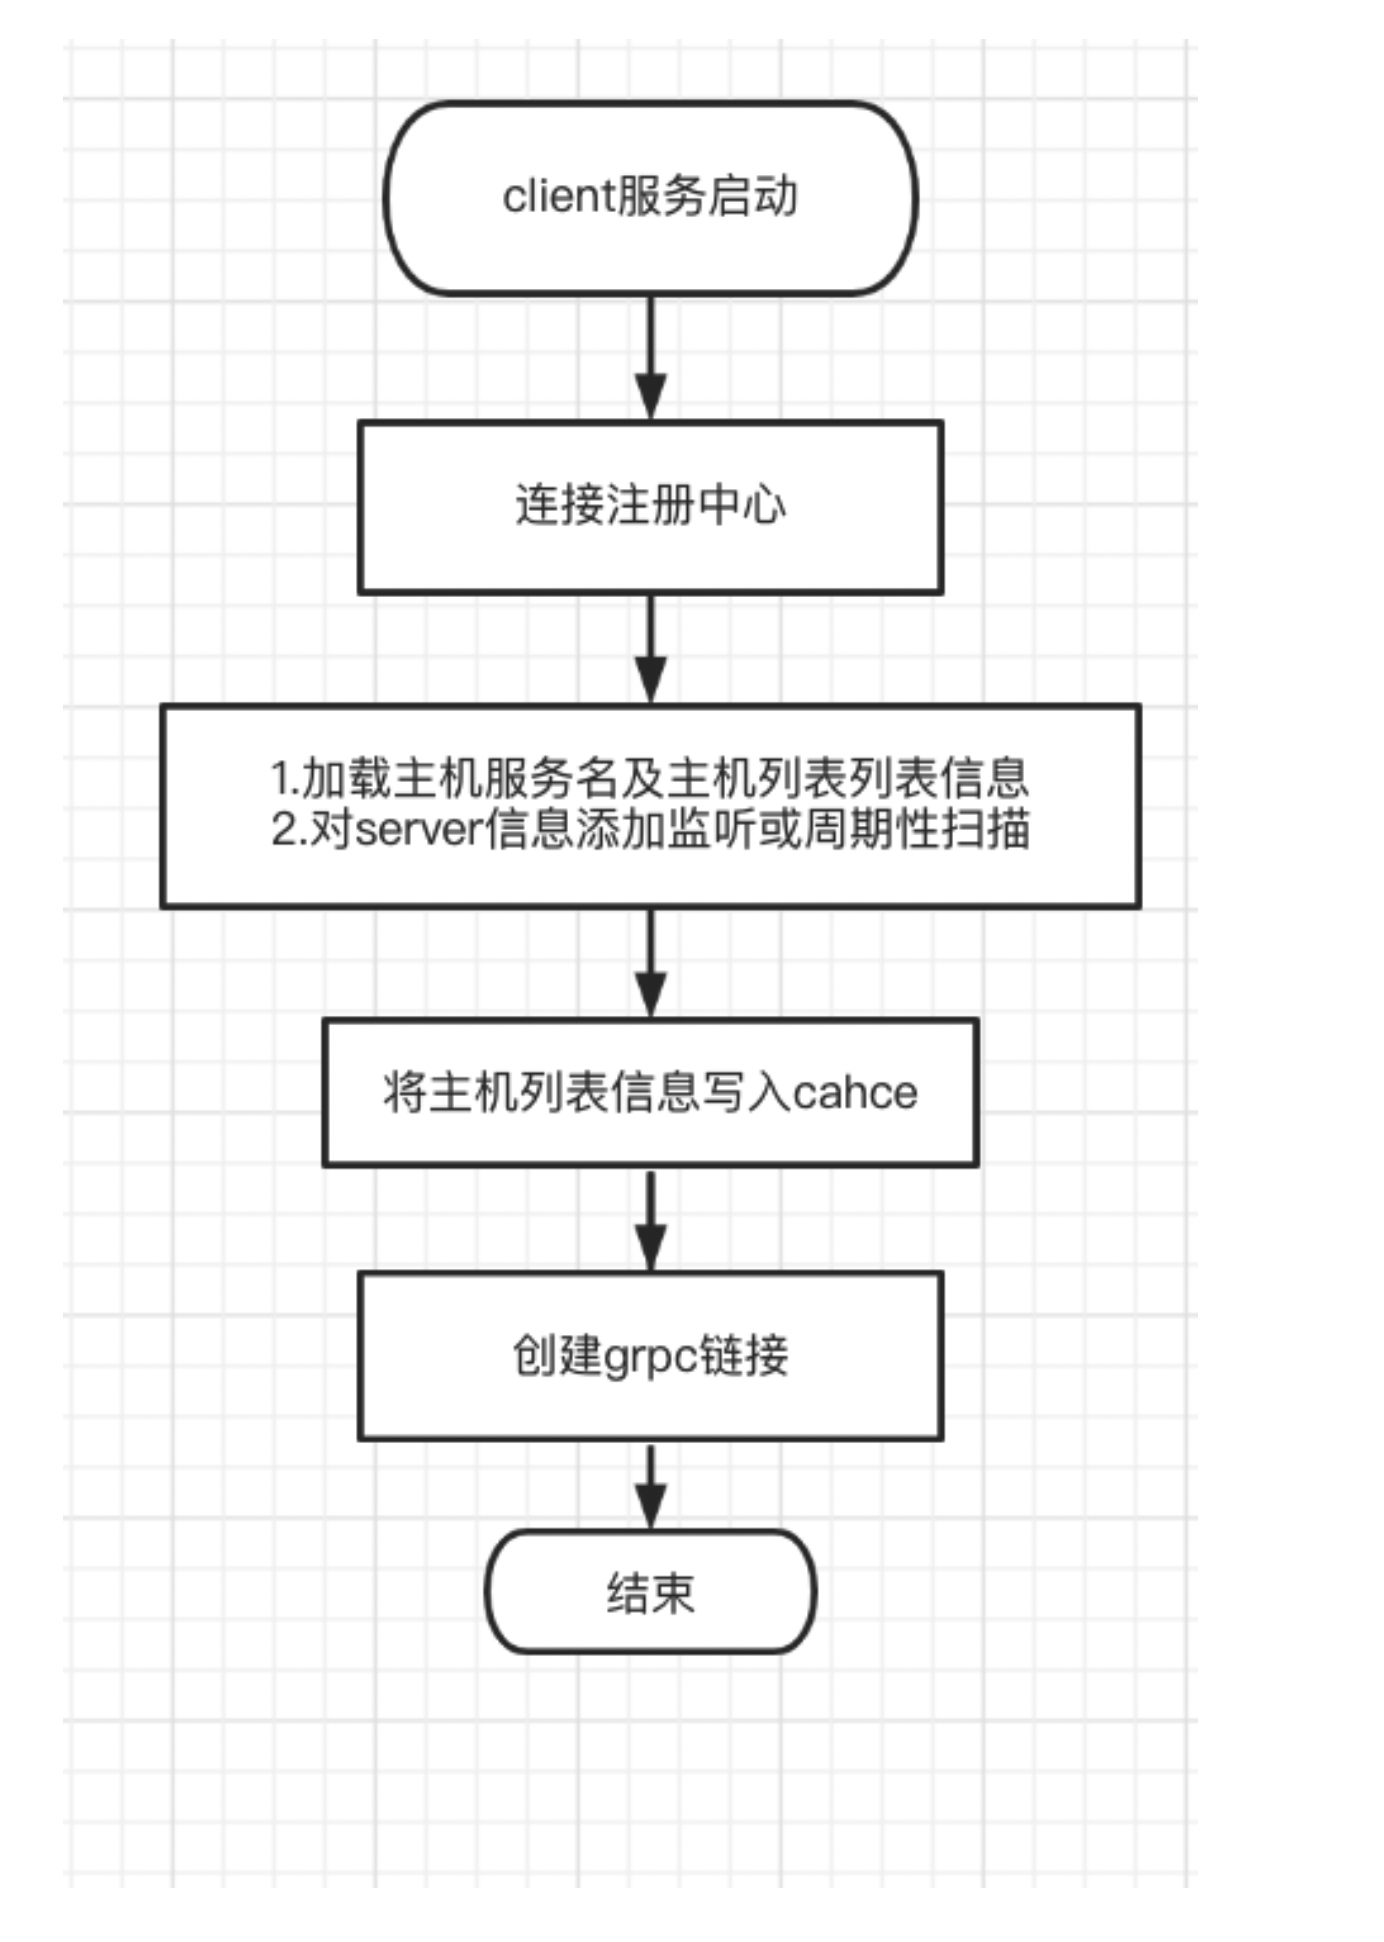 client服务启动
连接注册中心
1.加载主机服务名及主机列表列表信息
2.对server信息添加监听或周期性扫描
将主机列表信息写入cahce
创建grpc链接
结束